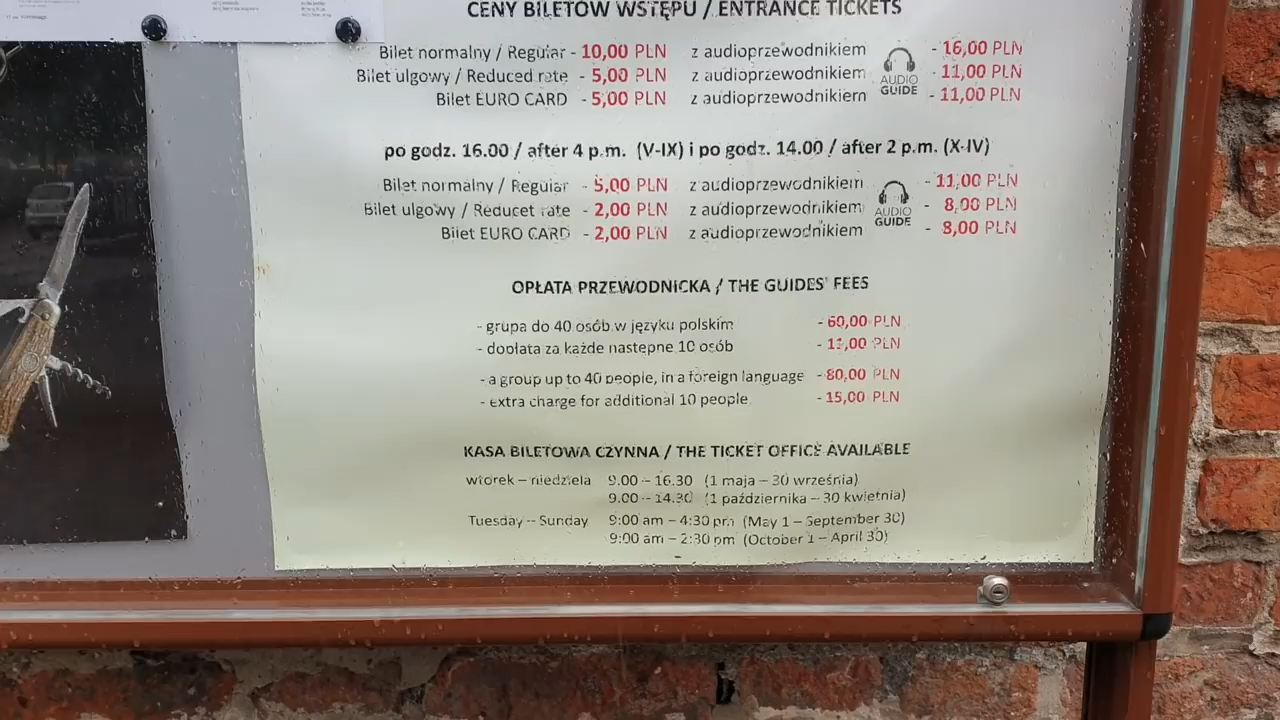 CENY BILETÓW WSTĘPU / ENTRANCE TICKETS
Bilet normalny / Regular - 10,00 PLN z audioprzewodnikiem - 16,00 PLN
Bilet ulgowy / Reduced rate - 5,00 PLN z audioprzewodnikiem AUDIO GUIDE - 11,00 PLN
Bilet EURO CARD - 5,00 PLN z audioprzewodnikiem - 11,00 PLN
po godz. 16.00 / after 4 p.m. (V-IX) i po godz. 14.00 / after 2 p.m. (X-IV)
Bilet normalny / Regular - 5,00 PLN z audioprzewodnikiem - 11,00 PLN
Bilet ulgowy / Reducet rate - 2,00 PLN z audioprzewodnikiem AUDIO GUIDE - 8,00 PLN
Bilet EURO CARD - 2,00 PLN z audioprzewodnikiem - 8,00 PLN
OPŁATA PRZEWODNICKA / THE GUIDES' FEES
- grupa do 40 osób w języku polskim - 60,00 PLN
- dopłata za każde następne 10 osób - 11,00 PLN
- a group up to 40 people, in a foreign language - 80,00 PLN
- extra charge for additional 10 people - 15,00 PLN
KASA BILETOWA CZYNNA / THE TICKET OFFICE AVAILABLE
wtorek – niedziela 9.00 – 16.30 (1 maja – 30 września)
9.00 – 14.30 (1 października – 30 kwietnia)
Tuesday – Sunday 9:00 am – 4:30 pm (May 1 – September 30)
9:00 am – 2:30 pm (October 1 – April 30)